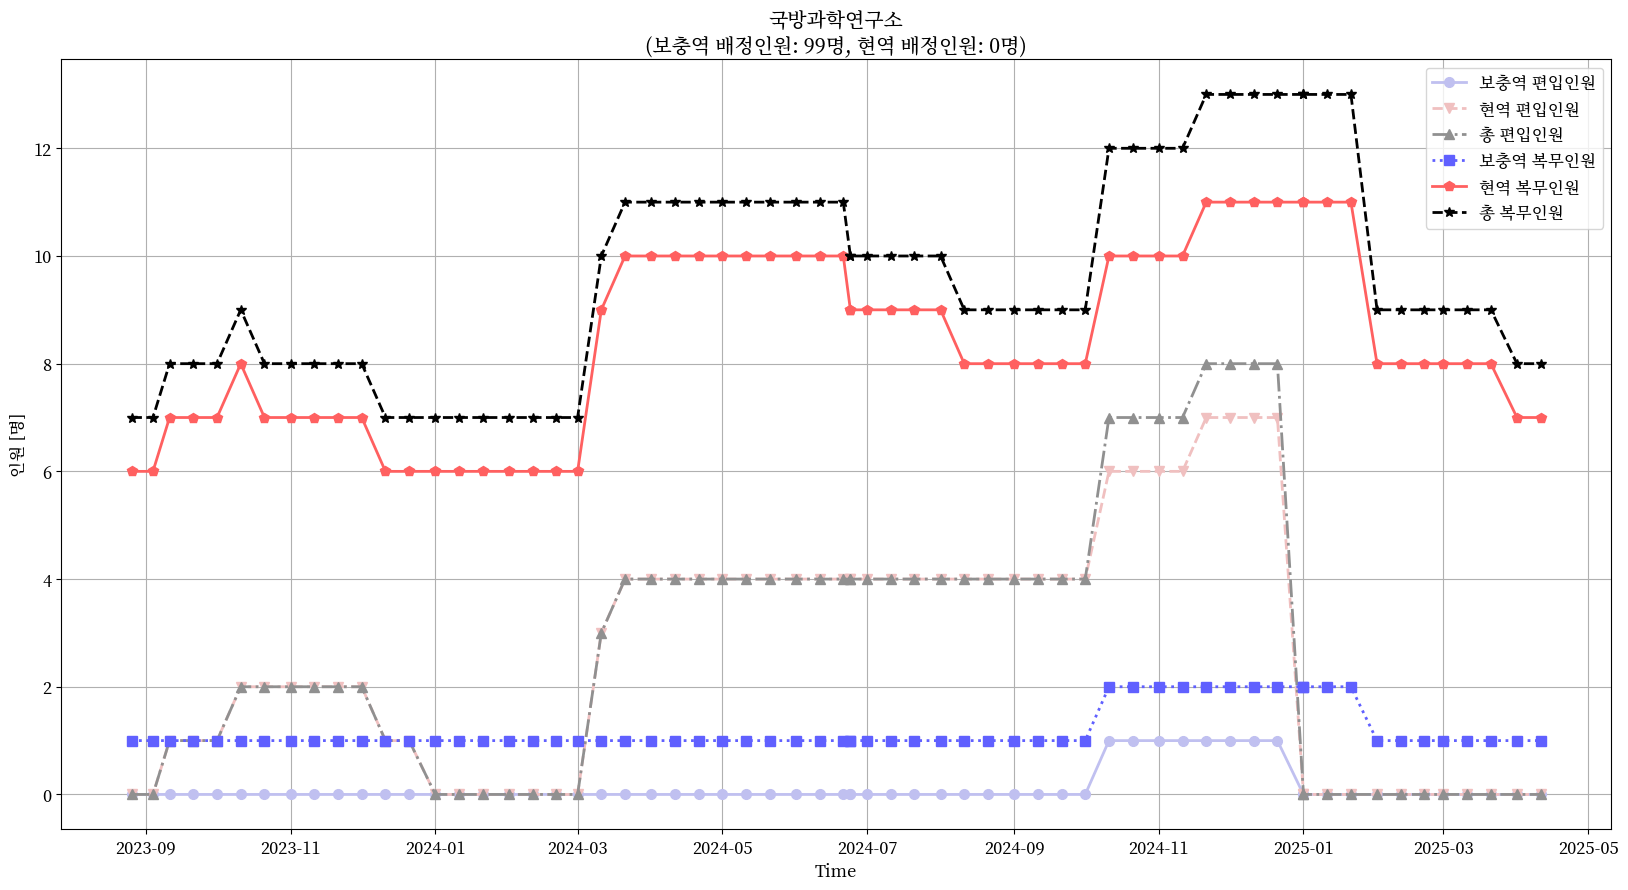 국방과학연구소
(보충역 배정인원: 99명, 현역 배정인원: 0명)
보충역 편입인원
현역 편입인원
총 편입인원
보충역 복무인원
현역 복무인원
총 복무인원
인원 [명]
12
10
8
6
4
2
0
2023-09
2023-11
2024-01
2024-03
2024-05
2024-07
2024-09
2024-11
2025-01
2025-03
2025-05
Time